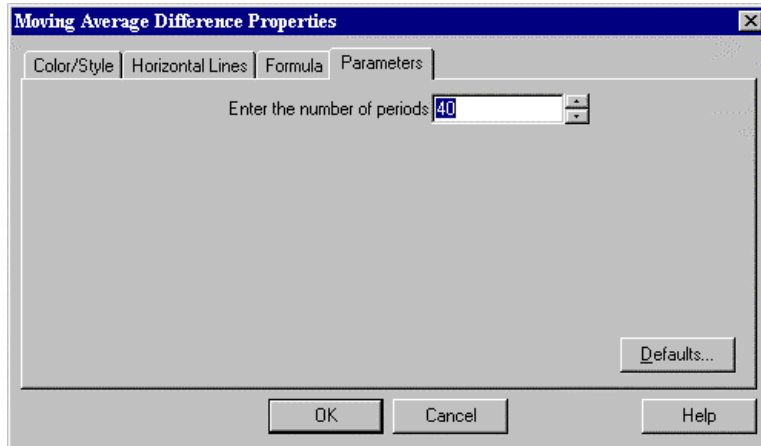 Moving Average Difference Properties
Color/Style Horizontal Lines Formula Parameters
Enter the number of periods 40
Defaults...
OK Cancel Help